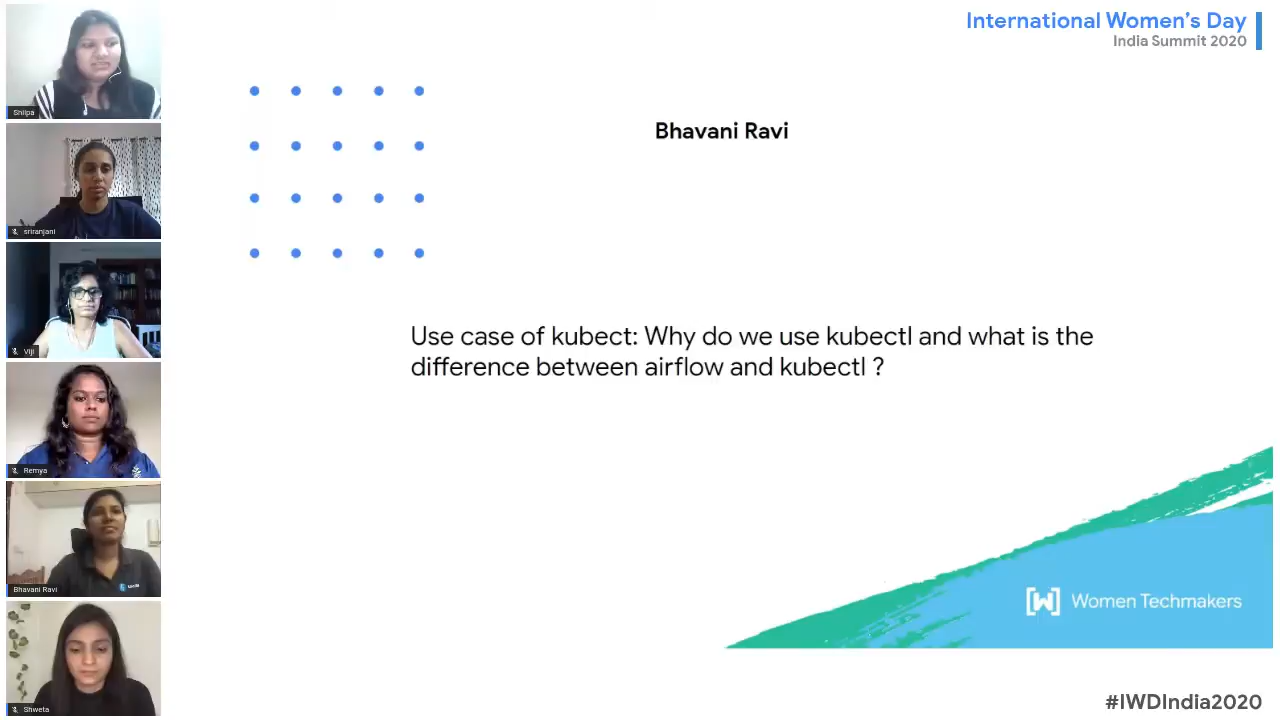 International Women's Day
India Summit 2020
Bhavani Ravi
Use case of kubect: Why do we use kubectl and what is the
difference between airflow and kubectl ?
Women Techmakers
#IWDIndia2020
Shilpa
sriranjani
Viji
Remya
Bhavani Ravi
Shweta